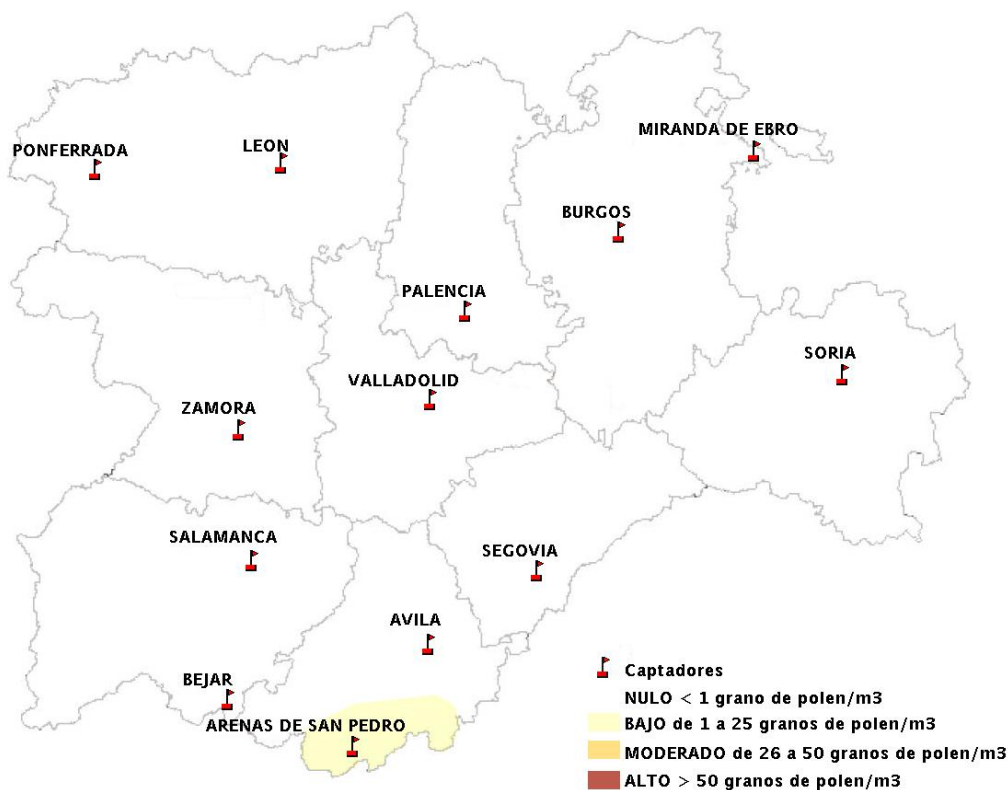 MIRANDA DE EBRO
PONFERRADA
LEON
BURGOS
PALENCIA
SORIA
VALLADOLID
ZAMORA
SALAMANCA
SEGOVIA
AVILA
BEJAR
ARENAS DE SAN PEDRO
Captadores
NULO < 1 grano de polen/m3
BAJO de 1 a 25 granos de polen/m3
MODERADO de 26 a 50 granos de polen/m3
ALTO > 50 granos de polen/m3